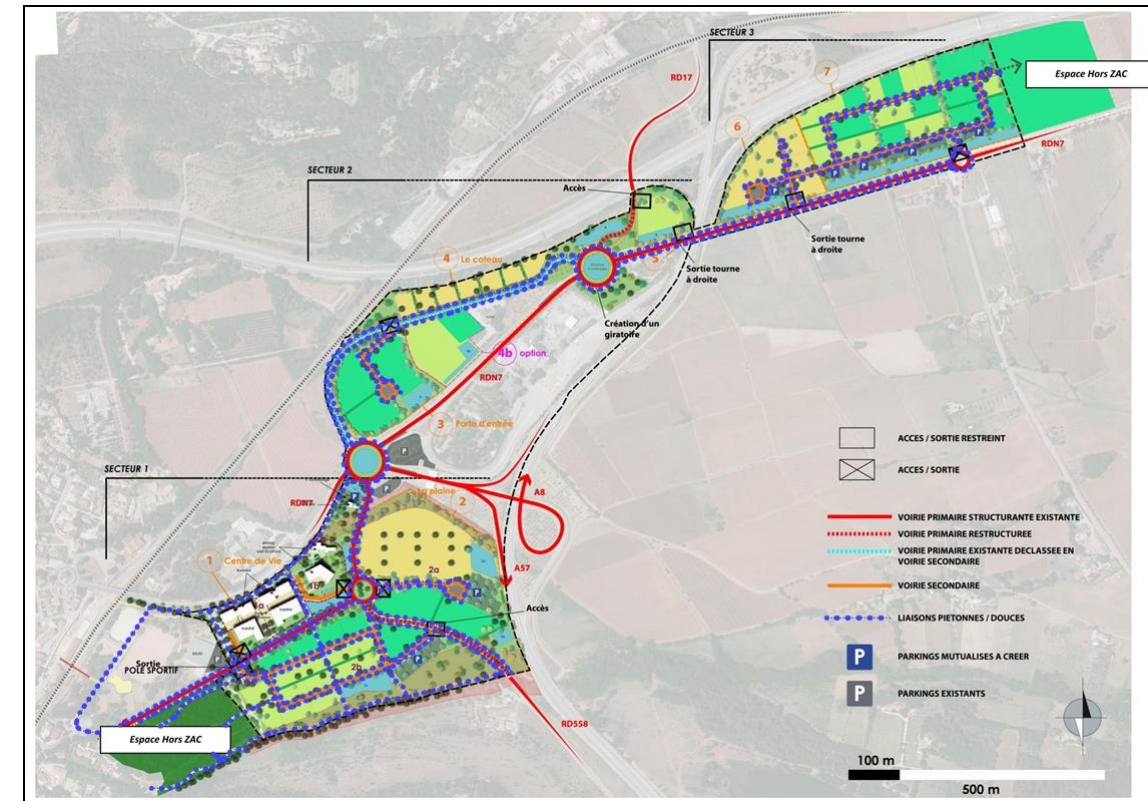 SECTEUR 3
RD17
7
Espace Hors ZAC
6
RDN7
SECTEUR 2
Accès
Sortie tourne
à droite
4 Le coteau
5
Sortie tourne
à droite
Création d'un
giratoire
4b option
RDN7
3 Porte d'entrée
P
SECTEUR 1
A8
RDN7
La plaine
2
P
A57
1 Centre de Vie
1b
2a
P
Accès
Sortie
POLE SPORTIF
2b
P
RD558
Espace Hors ZAC
ACCES / SORTIE RESTREINT
ACCES / SORTIE
VOIRIE PRIMAIRE STRUCTURANTE EXISTANTE
VOIRIE PRIMAIRE RESTRUCTUREE
VOIRIE PRIMAIRE EXISTANTE DECLASSEE EN
VOIRIE SECONDAIRE
VOIRIE SECONDAIRE
LIAISONS PIETONNES / DOUCES
P PARKINGS MUTUALISES A CREER
P PARKINGS EXISTANTS
100 m
500 m